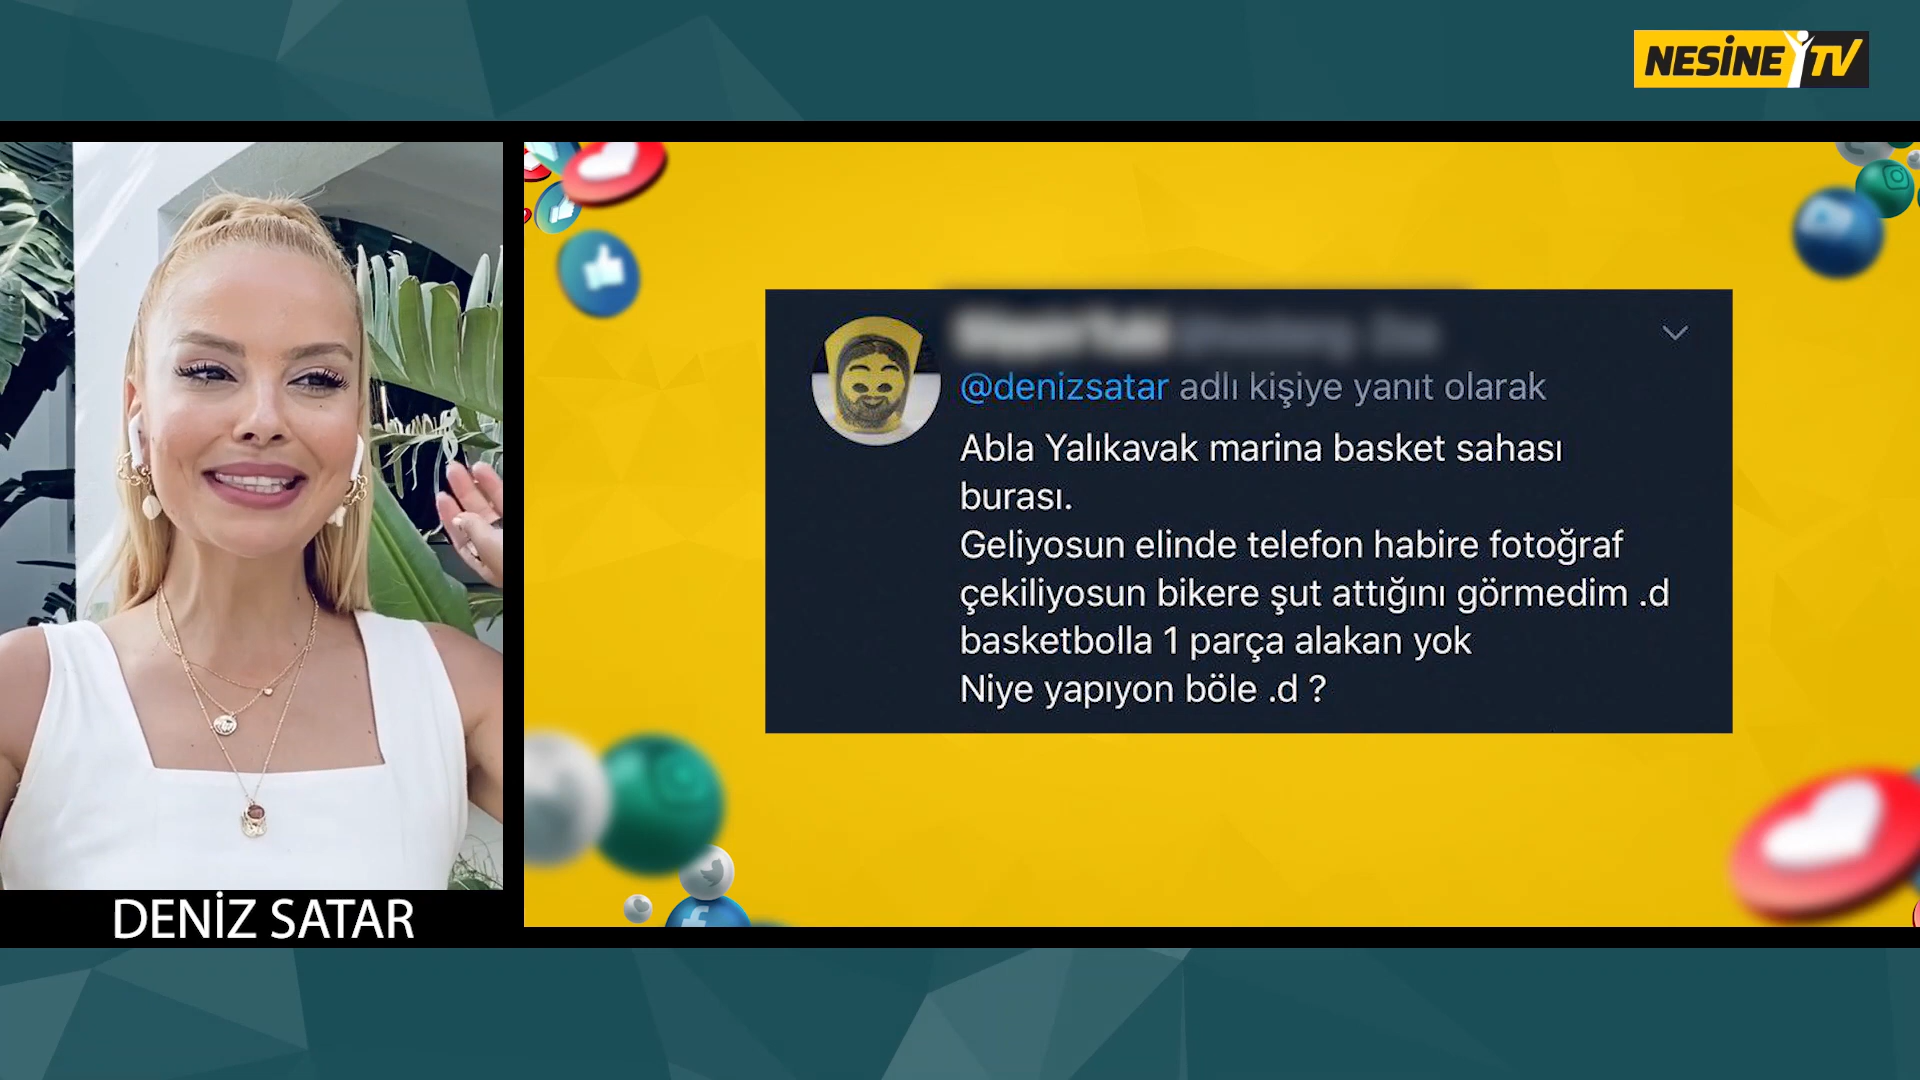 NESİNE TV
@denizsatar adlı kişiye yanıt olarak
Abla Yalıkavak marina basket sahası
burası.
Geliyosun elinde telefon habire fotoğraf
çekiliyosun bikere şut attığını görmedim .d
basketbolla 1 parça alakan yok
Niye yapıyon böle .d ?
DENİZ SATAR